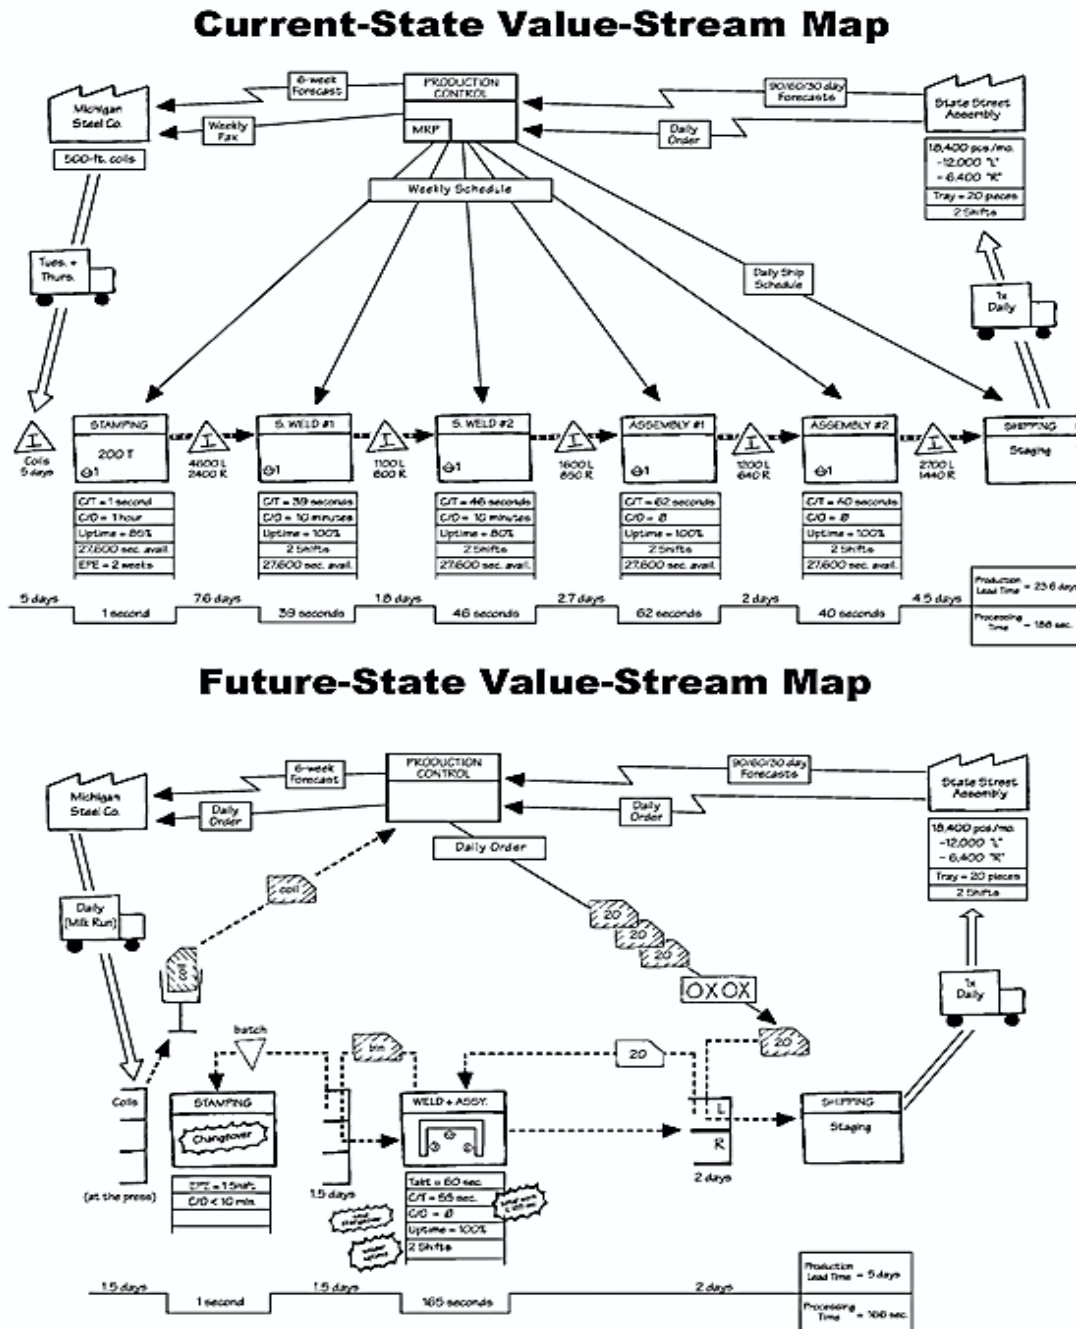 Current-State Value-Stream Map
Michigan
Steel Co.
500-ft. coils
6-week
Forecast
Weekly
Fax
PRODUCTION
CONTROL
MRP
90/60/30 day
Forecasts
Daily
Order
State Street
Assembly
18,400 pcs./mo.
-12,000 "L"
- 6,400 "R"
Tray = 20 pieces
2 Shifts
Weekly Schedule
Tues. +
Thurs.
Daily Ship
Schedule
1x
Daily
I
Coils
5 days
STAMPING
200 T
1
C/T = 1 second
C/O = 1 hour
Uptime = 85%
27,600 sec. avail.
EPE = 2 weeks
I
4600 L
2400 R
S. WELD #1
1
C/T = 39 seconds
C/O = 10 minutes
Uptime = 100%
2 Shifts
27,600 sec. avail.
I
1100 L
600 R
S. WELD #2
1
C/T = 46 seconds
C/O = 10 minutes
Uptime = 80%
2 Shifts
27,600 sec. avail.
I
1600 L
850 R
ASSEMBLY #1
1
C/T = 62 seconds
C/O = Ø
Uptime = 100%
2 Shifts
27,600 sec. avail.
I
1200 L
640 R
ASSEMBLY #2
1
C/T = 40 seconds
C/O = Ø
Uptime = 100%
2 Shifts
27,600 sec. avail.
I
2700 L
1440 R
SHIPPING
Staging
5 days
1 second
7.6 days
39 seconds
1.8 days
46 seconds
2.7 days
62 seconds
2 days
40 seconds
4.5 days
Production
Lead Time = 23.6 days
Processing
Time = 188 sec.
Future-State Value-Stream Map
Michigan
Steel Co.
6-week
Forecast
Daily
Order
PRODUCTION
CONTROL
90/60/30 day
Forecasts
Daily
Order
State Street
Assembly
18,400 pcs./mo.
-12,000 "L"
- 6,400 "R"
Tray = 20 pieces
2 Shifts
Daily Order
Daily
(Milk Run)
coil
coil
20
20
20
OXOX
1x
Daily
batch
bin
20
20
Coils
(at the press)
STAMPING
Changeover
EPE = 1 Shift
C/O < 10 min.
1.5 days
WELD + ASSY.
Takt = 60 sec.
C/T = 55 sec.
C/O = Ø
Uptime = 100%
2 Shifts
L
R
2 days
SHIPPING
Staging
1.5 days
1 second
1.5 days
165 seconds
2 days
Production
Lead Time = 5 days
Processing
Time = 166 sec.